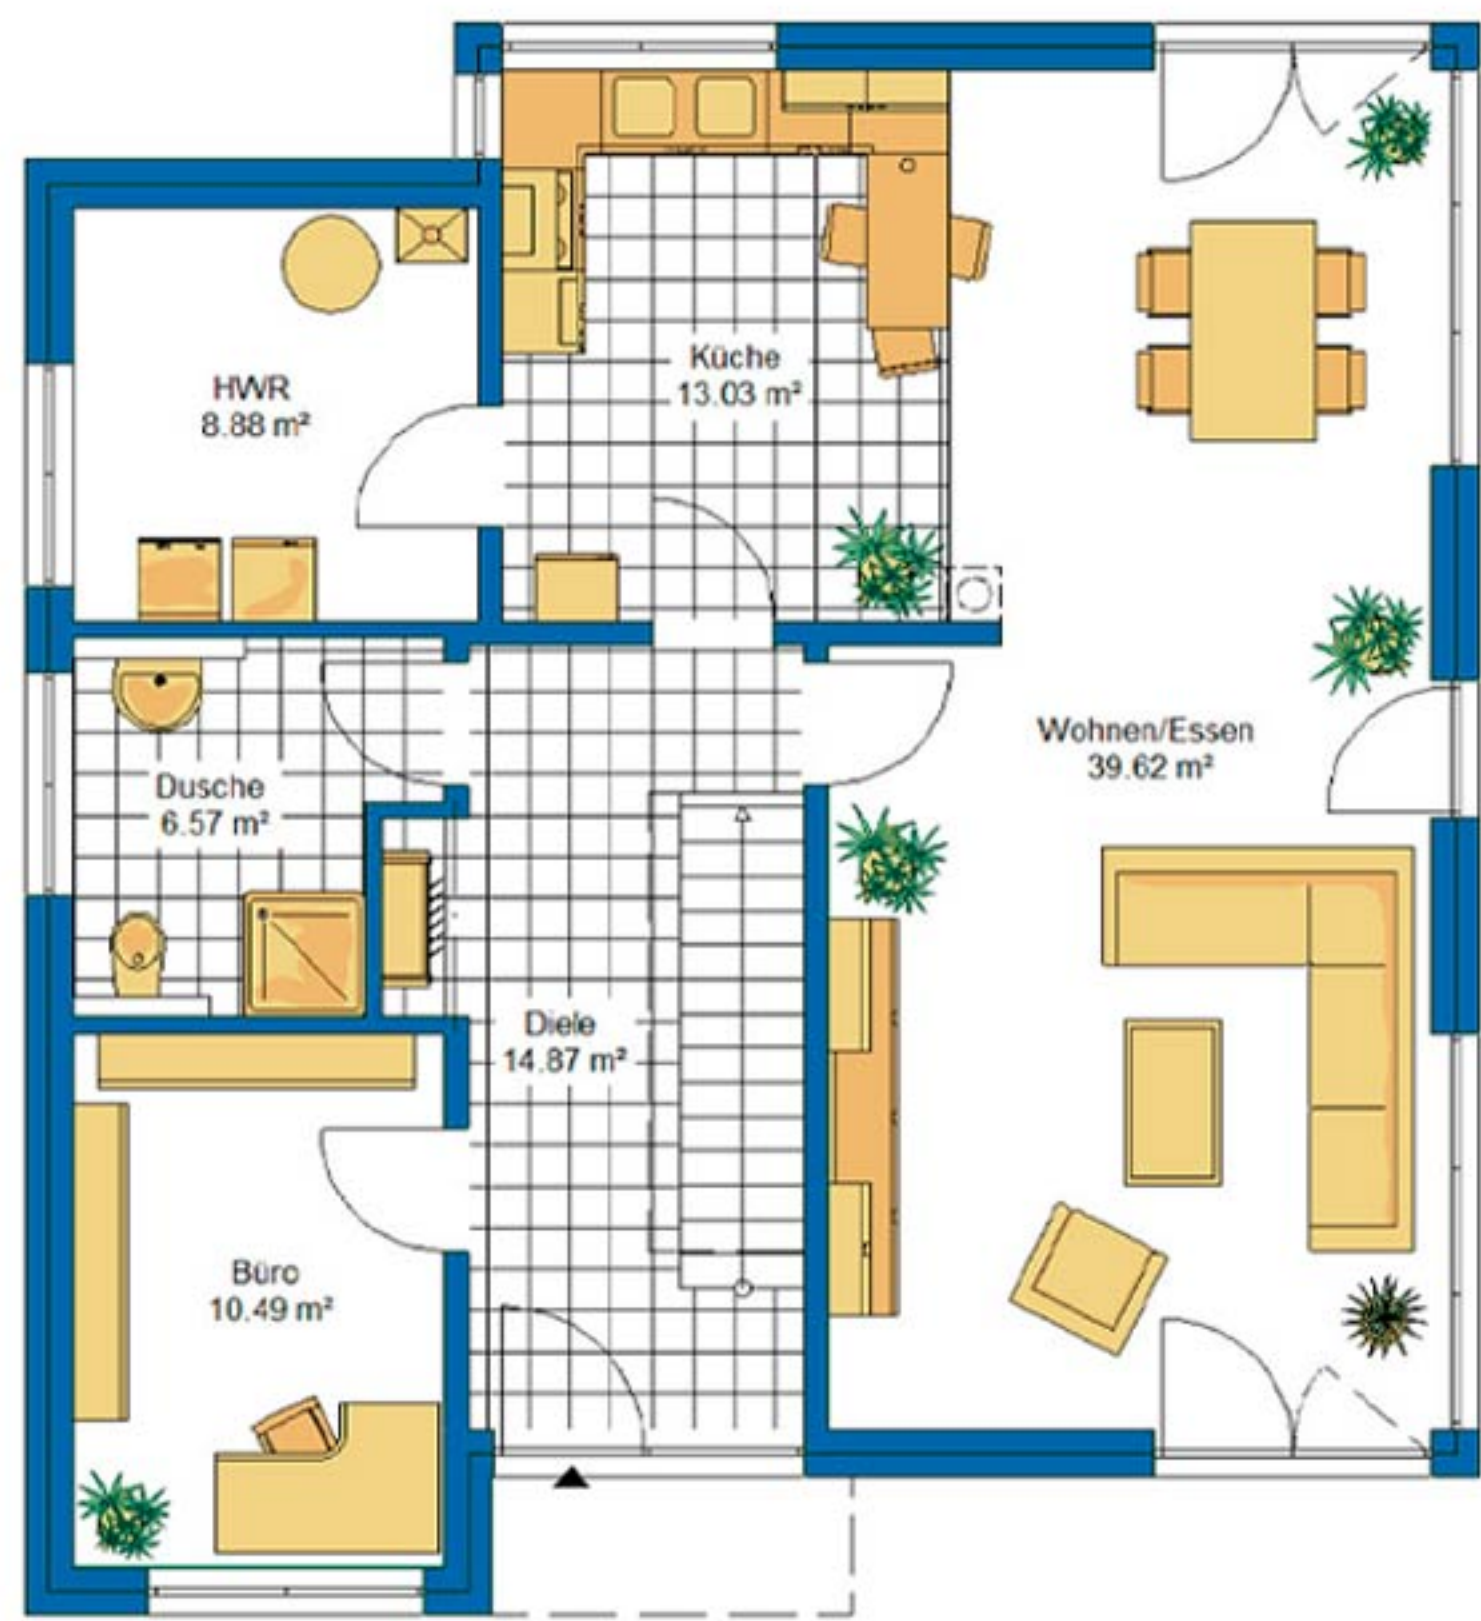 Küche
13.03 m²
HWR
8.88 m²
Wohnen/Essen
39.62 m²
Dusche
6.57 m²
Diele
14.87 m²
Büro
10.49 m²